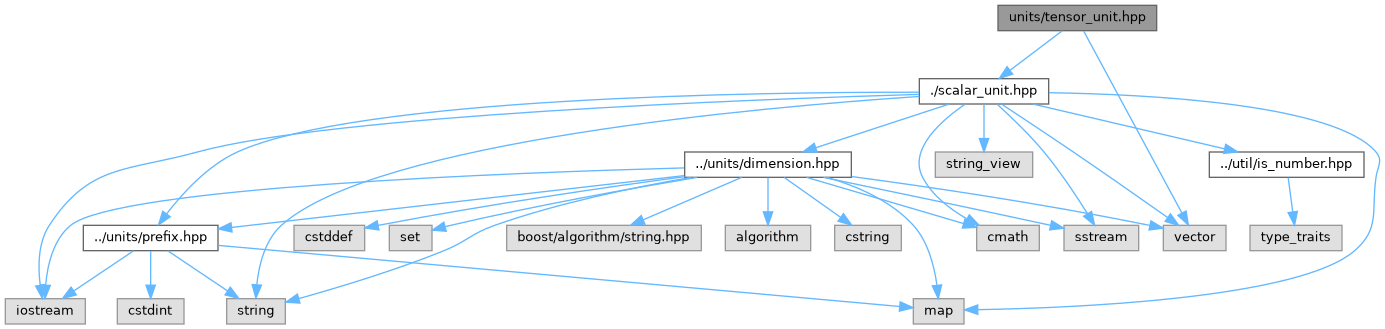 units/tensor_unit.hpp
./scalar_unit.hpp
../units/dimension.hpp
string_view
../util/is_number.hpp
../units/prefix.hpp
cstddef
set
boost/algorithm/string.hpp
algorithm
cstring
cmath
sstream
vector
type_traits
iostream
cstdint
string
map